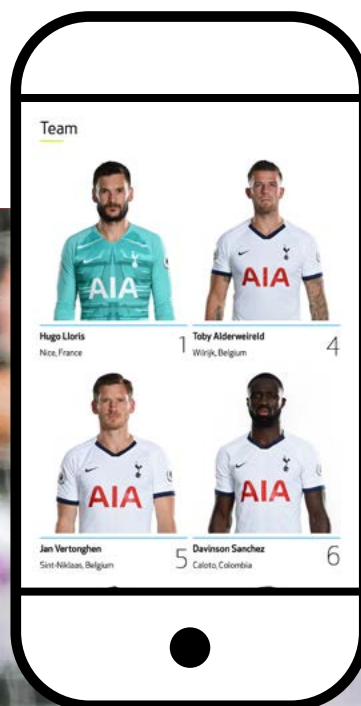 Team
AIA
AIA
Hugo Lloris
Nice, France
1
Toby Alderweireld
Wilrijk, Belgium
4
AIA
AIA
Jan Vertonghen
Sint-Niklaas, Belgium
5
Davinson Sanchez
Caloto, Colombia
6